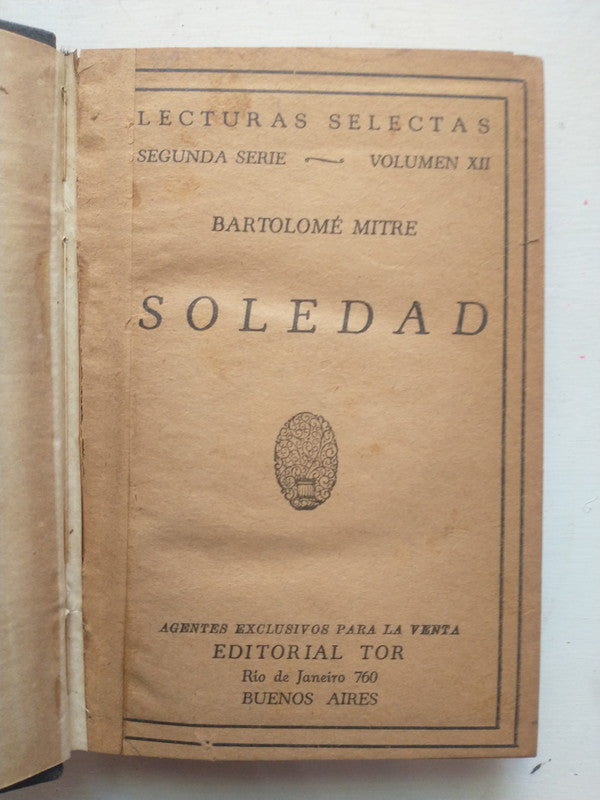 LECTURAS SELECTAS
SEGUNDA SERIE VOLUMEN XII
BARTOLOMÉ MITRE
SOLEDAD
AGENTES EXCLUSIVOS PARA LA VENTA
EDITORIAL TOR
Río de Janeiro 760
BUENOS AIRES